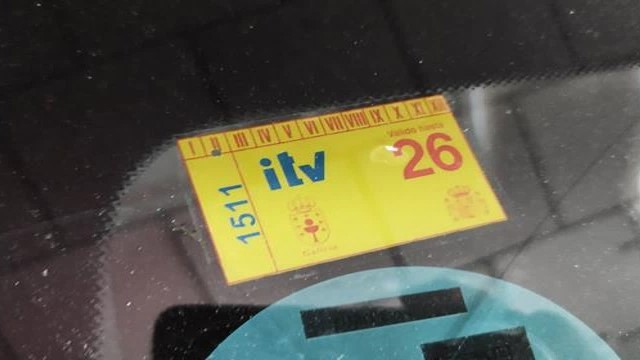 I II III IV V VI VII VIII IX X XI XII
Válido hasta
itv 26
1511
Galicia